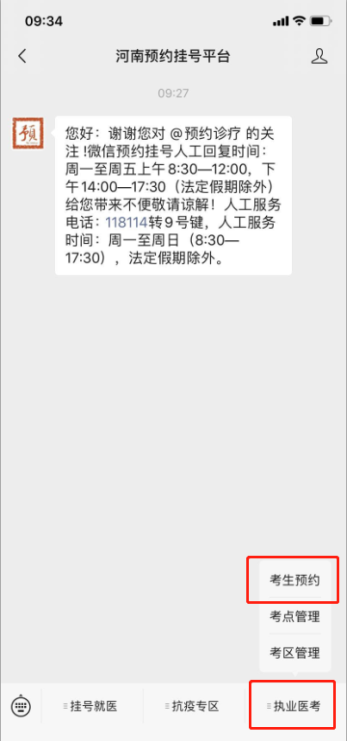 09:34
河南预约挂号平台
09:27
预
您好：谢谢您对 @预约诊疗 的关
注 !微信预约挂号人工回复时间：
周一至周五上午 8:30—12:00，下
午 14:00—17:30（法定假期除外）
给您带来不便敬请谅解！人工服务
电话：118114转9号键，人工服务
时间：周一至周日（8:30—
17:30），法定假期除外。
考生预约
考点管理
考区管理
挂号就医
抗疫专区
执业医考